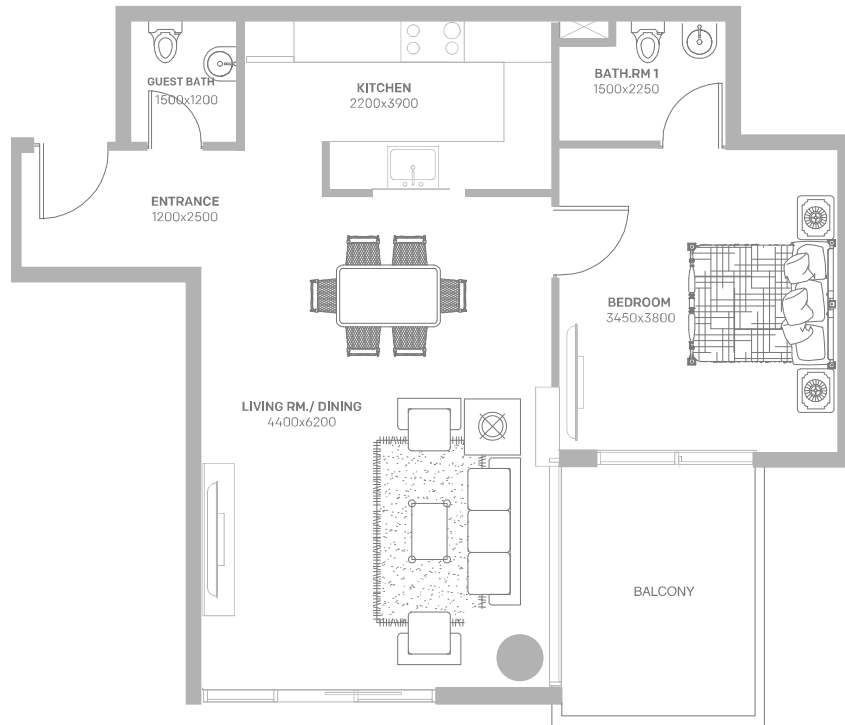 GUEST BATH
1500x1200
KITCHEN
2200x3900
BATH.RM 1
1500x2250
ENTRANCE
1200x2500
BEDROOM
3450x3800
LIVING RM./ DINING
4400x6200
BALCONY